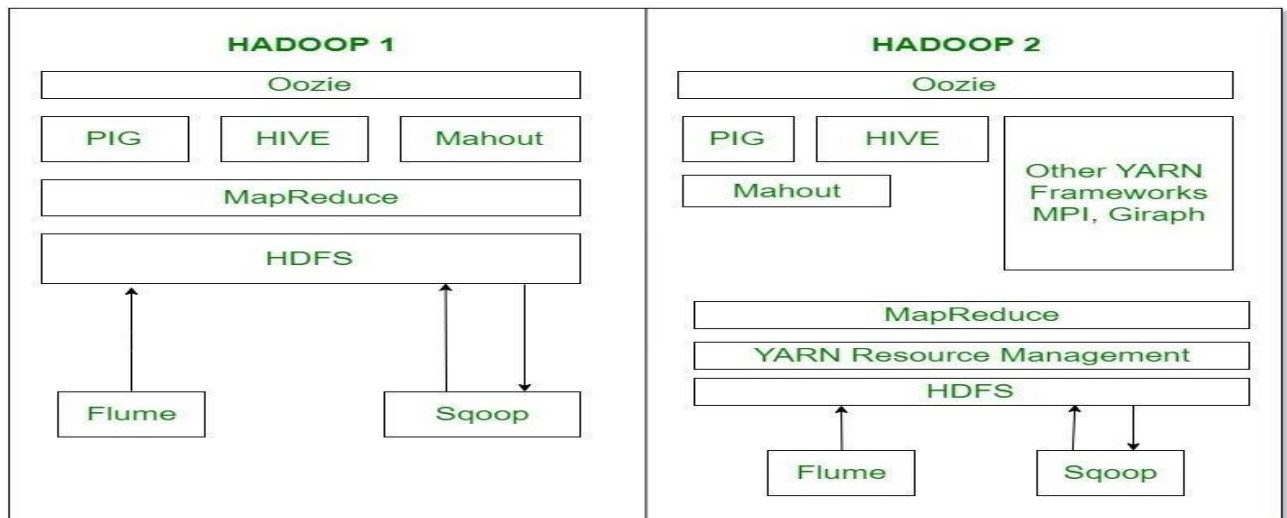 HADOOP 1
Oozie
PIG
HIVE
Mahout
MapReduce
HDFS
Flume
Sqoop
HADOOP 2
Oozie
PIG
HIVE
Other YARN
Frameworks
MPI, Giraph
Mahout
MapReduce
YARN Resource Management
HDFS
Flume
Sqoop